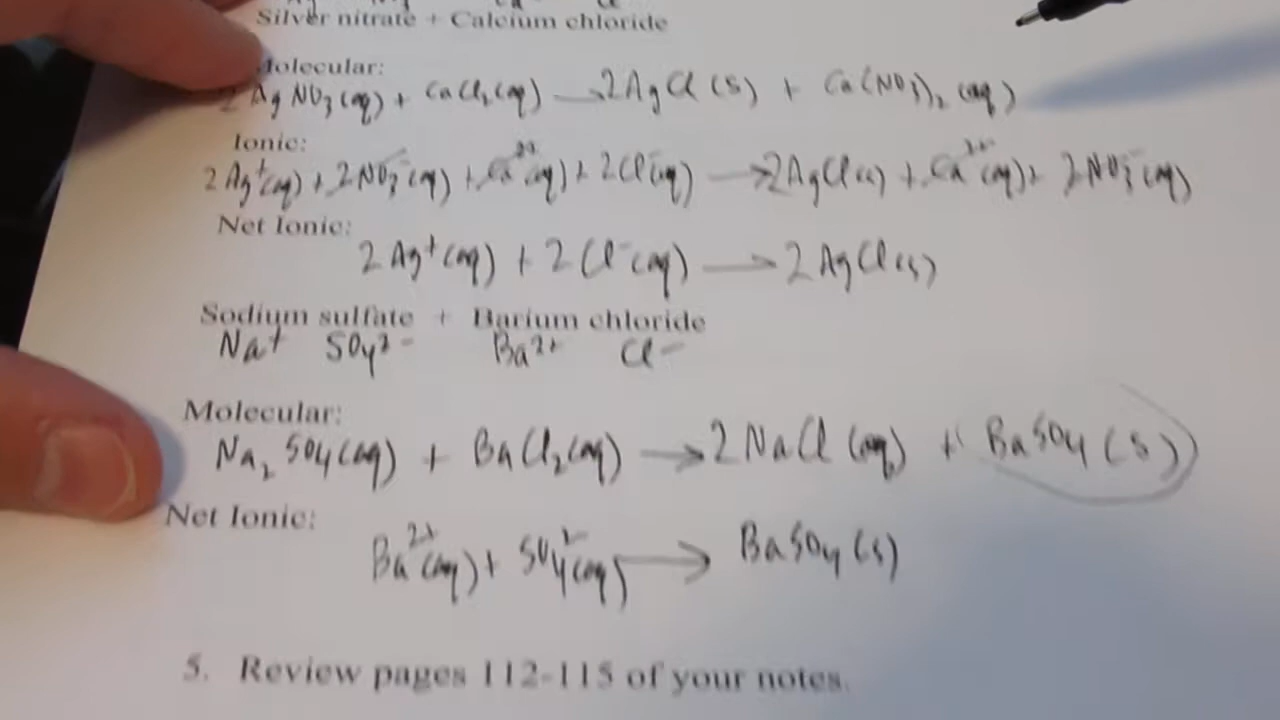 Silver nitrate + Calcium chloride
Molecular:
2 AgNO3(aq) + CaCl2(aq) → 2AgCl(s) + Ca(NO3)2 (aq)
Ionic:
2Ag+(aq) + 2NO3-(aq) + Ca2+(aq) + 2Cl-(aq) → 2AgCl(s) + Ca2+(aq) + 2NO3-(aq)
Net Ionic:
2Ag+(aq) + 2Cl-(aq) → 2AgCl(s)
Sodium sulfate + Barium chloride
Na+ SO42- Ba2+ Cl-
Molecular:
Na2SO4(aq) + BaCl2(aq) → 2NaCl(aq) + BaSO4(s)
Net Ionic:
Ba2+(aq) + SO42-(aq) → BaSO4(s)
5. Review pages 112-115 of your notes.